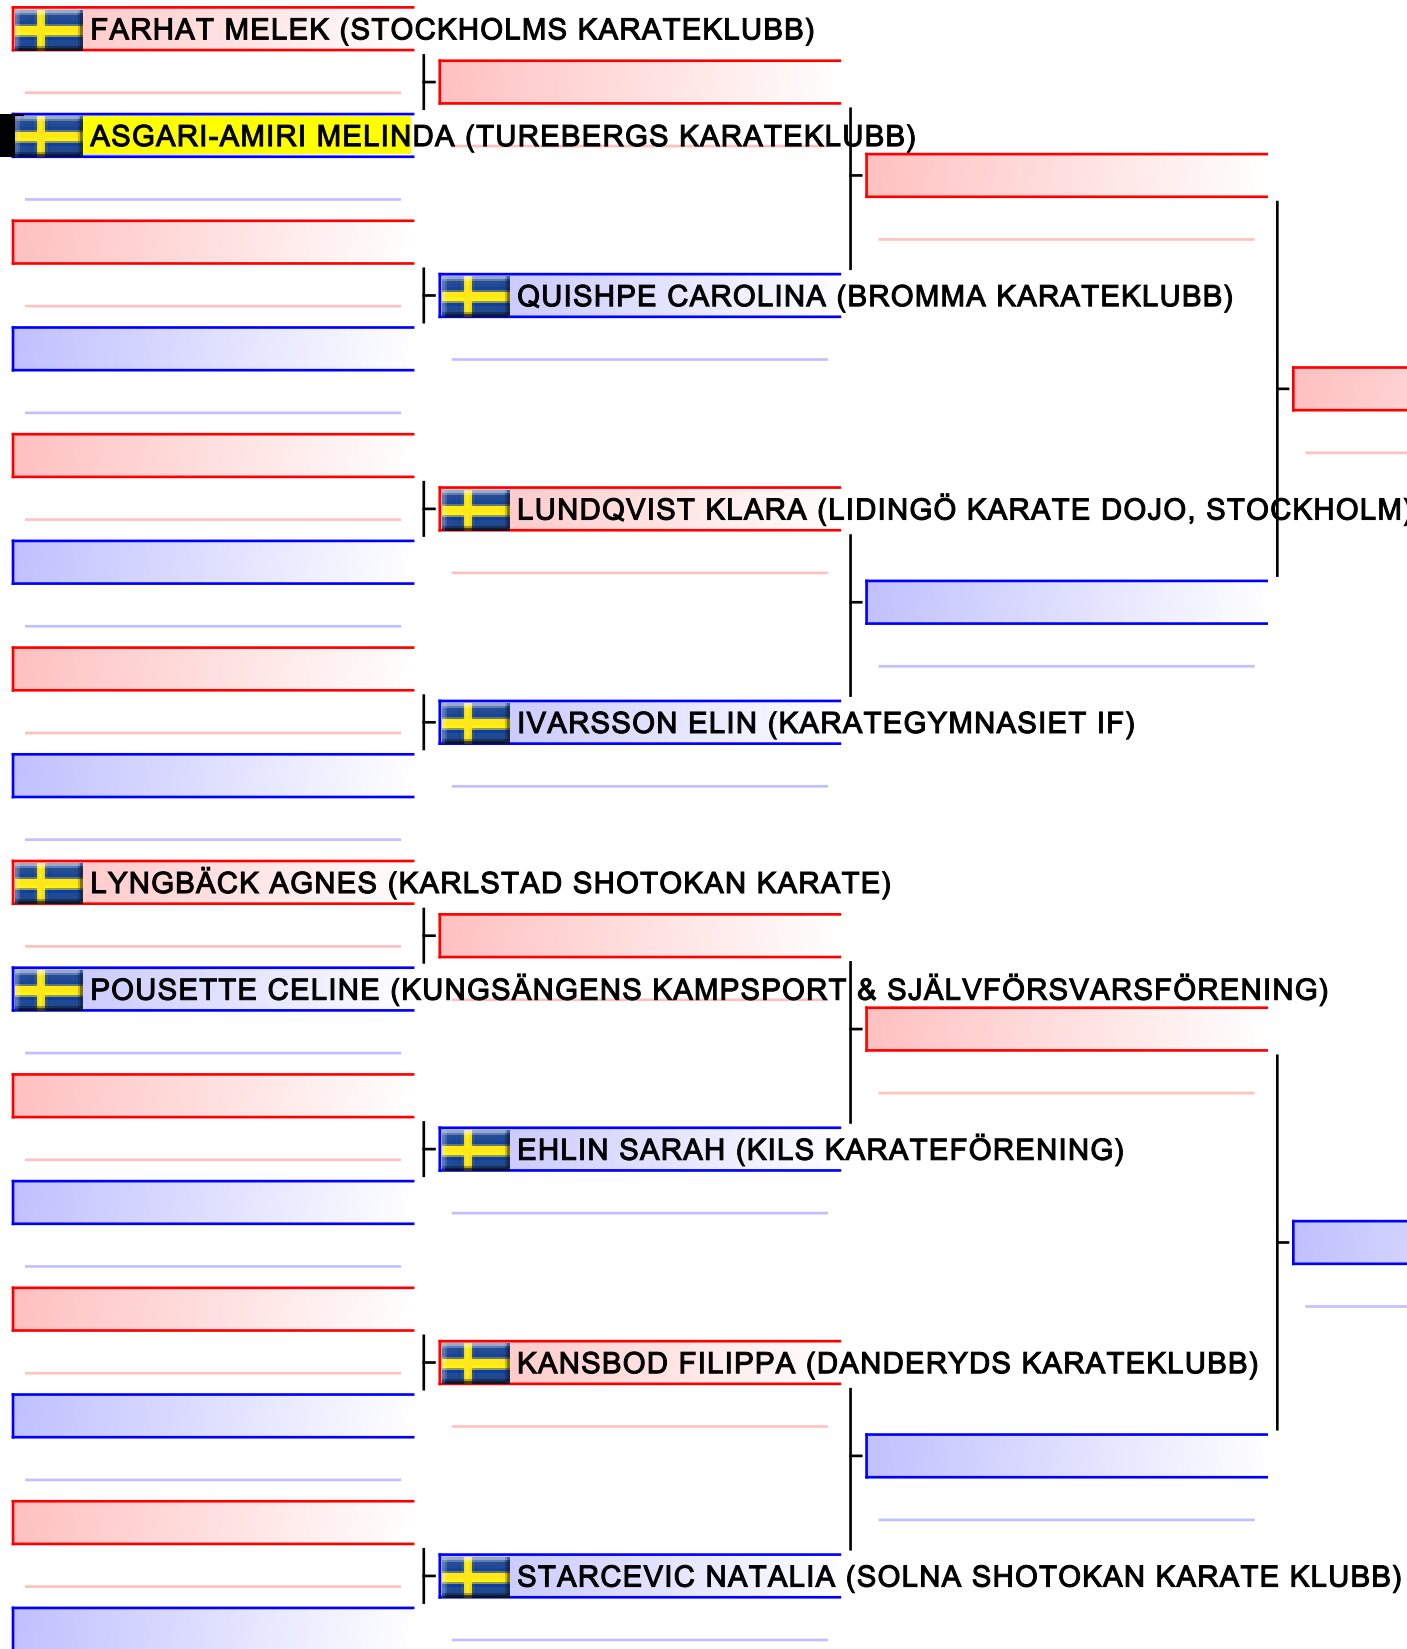 FARHAT MELEK (STOCKHOLMS KARATEKLUBB)
ASGARI-AMIRI MELINDA (TUREBERGS KARATEKLUBB)
QUISHPE CAROLINA (BROMMA KARATEKLUBB)
LUNDQVIST KLARA (LIDINGÖ KARATE DOJO, STOCKHOLM)
IVARSSON ELIN (KARATEGYMNASIET IF)
LYNGBÄCK AGNES (KARLSTAD SHOTOKAN KARATE)
POUSETTE CELINE (KUNGSÄNGENS KAMPSPORT & SJÄLVFÖRSVARSFÖRENING)
EHLIN SARAH (KILS KARATEFÖRENING)
KANSBOD FILIPPA (DANDERYDS KARATEKLUBB)
STARCEVIC NATALIA (SOLNA SHOTOKAN KARATE KLUBB)